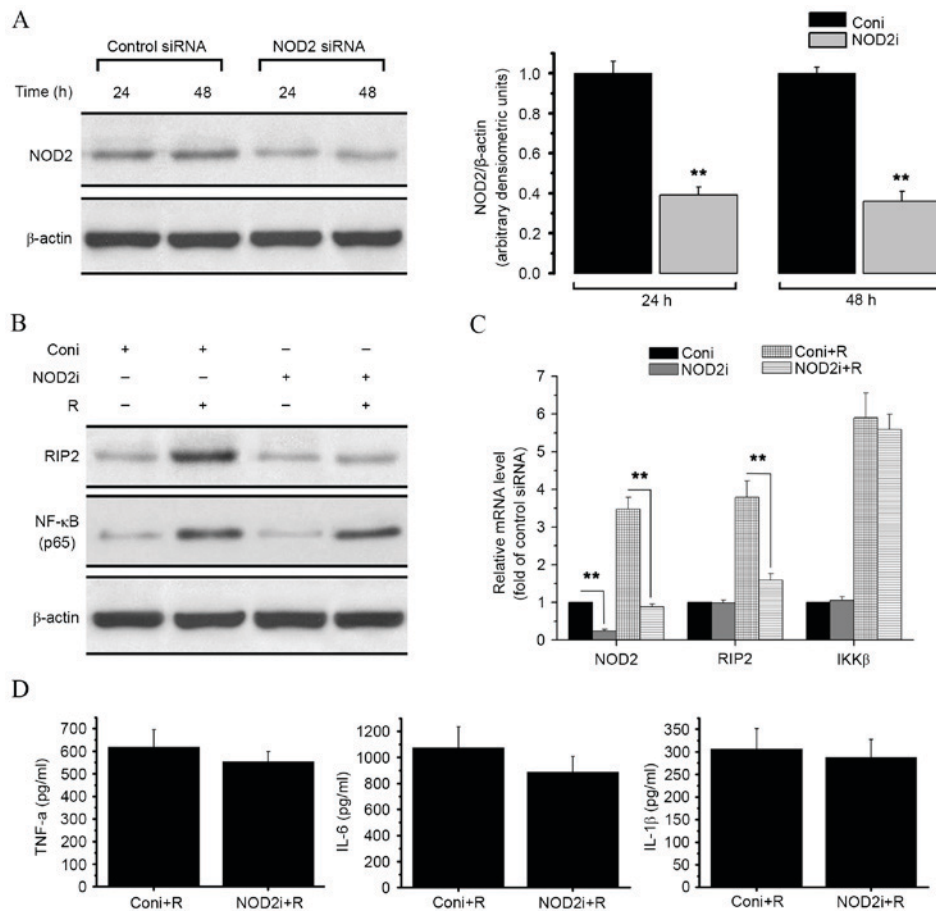 A
Control siRNA NOD2 siRNA
Time (h) 24 48 24 48
NOD2
β-actin
Coni
NOD2i
NOD2/β-actin
(arbitrary densiometric units)
1.0
0.8
0.6
0.4
0.2
0.0
** **
24 h 48 h
B
Coni + + – –
NOD2i – – + +
R – + – +
RIP2
NF-κB
(p65)
β-actin
C
Coni Coni+R
NOD2i NOD2i+R
Relative mRNA level
(fold of control siRNA)
7
6
5
4
3
2
1
0
** ** **
NOD2 RIP2 IKKβ
D
TNF-a (pg/ml)
700
600
500
400
300
200
100
0
Coni+R NOD2i+R
IL-6 (pg/ml)
1200
1000
800
600
400
200
0
Coni+R NOD2i+R
IL-1β (pg/ml)
350
300
250
200
150
100
50
0
Coni+R NOD2i+R